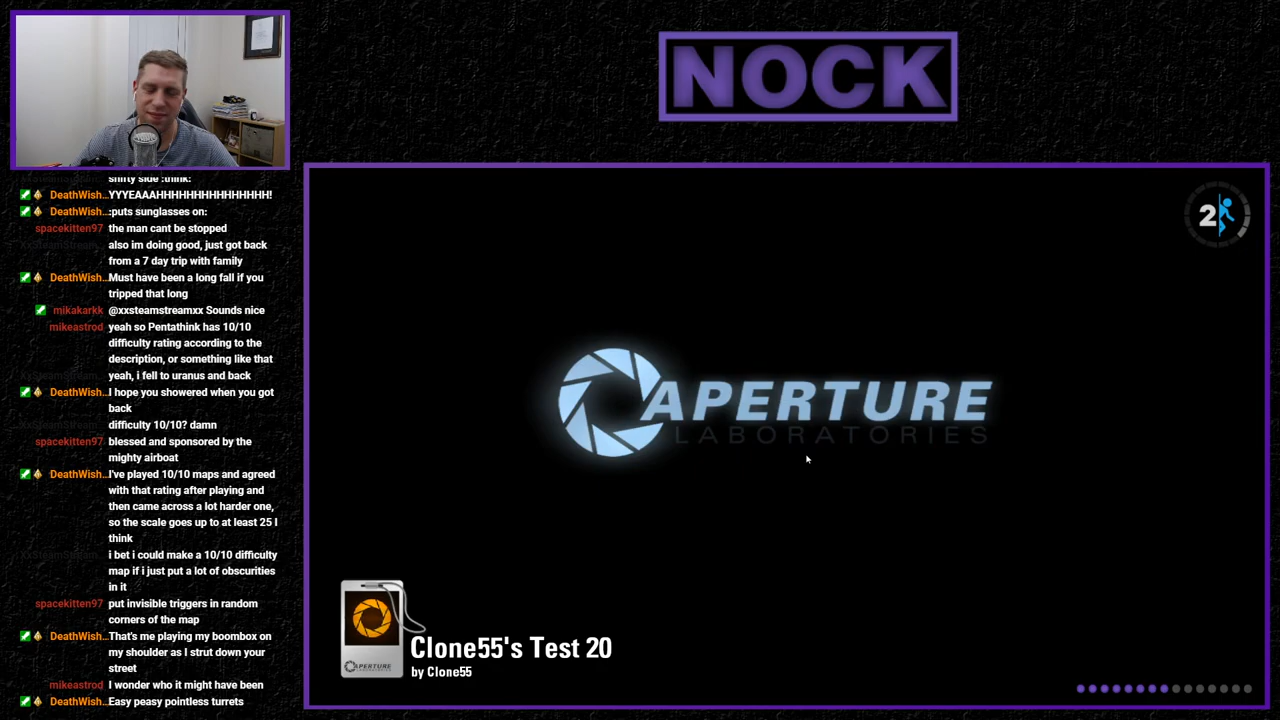 NOCK
shifty side :think:
DeathWish... YYYEAAAHHHHHHHHHHHHHHH!
DeathWish... :puts sunglasses on:
spacekitten97 the man cant be stopped
XxSteamStream... also im doing good, just got back
from a 7 day trip with family
DeathWish... Must have been a long fall if you
tripped that long
mikakarkk @xxsteamstreamxx Sounds nice
mikeastrod yeah so Pentathink has 10/10
difficulty rating according to the
description, or something like that
XxSteamStream... yeah, i fell to uranus and back
DeathWish... I hope you showered when you got
back
XxSteamStream... difficulty 10/10? damn
spacekitten97 blessed and sponsored by the
mighty airboat
DeathWish... I've played 10/10 maps and agreed
with that rating after playing and
then came across a lot harder one,
so the scale goes up to at least 25 I
think
XxSteamStream... i bet i could make a 10/10 difficulty
map if i just put a lot of obscurities
in it
spacekitten97 put invisible triggers in random
corners of the map
DeathWish... That's me playing my boombox on
my shoulder as I strut down your
street
mikeastrod I wonder who it might have been
DeathWish... Easy peasy pointless turrets
2
APERTURE
LABORATORIES
APERTURE
LABORATORIES
Clone55's Test 20
by Clone55